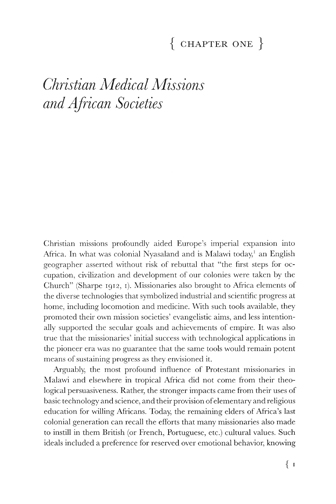 { CHAPTER ONE }
Christian Medical Missions
and African Societies
Christian missions profoundly aided Europe's imperial expansion into
Africa. In what was colonial Nyasaland and is Malawi today,¹ an English
geographer asserted without risk of rebuttal that "the first steps for oc-
cupation, civilization and development of our colonies were taken by the
Church" (Sharpe 1912, 1). Missionaries also brought to Africa elements of
the diverse technologies that symbolized industrial and scientific progress at
home, including locomotion and medicine. With such tools available, they
promoted their own mission societies' evangelistic aims, and less intention-
ally supported the secular goals and achievements of empire. It was also
true that the missionaries' initial success with technological applications in
the pioneer era was no guarantee that the same tools would remain potent
means of sustaining progress as they envisioned it.
Arguably, the most profound influence of Protestant missionaries in
Malawi and elsewhere in tropical Africa did not come from their theo-
logical persuasiveness. Rather, the stronger impacts came from their uses of
basic technology and science, and their provision of elementary and religious
education for willing Africans. Today, the remaining elders of Africa's last
colonial generation can recall the efforts that many missionaries also made
to instill in them British (or French, Portuguese, etc.) cultural values. Such
ideals included a preference for reserved over emotional behavior, knowing
{ 1